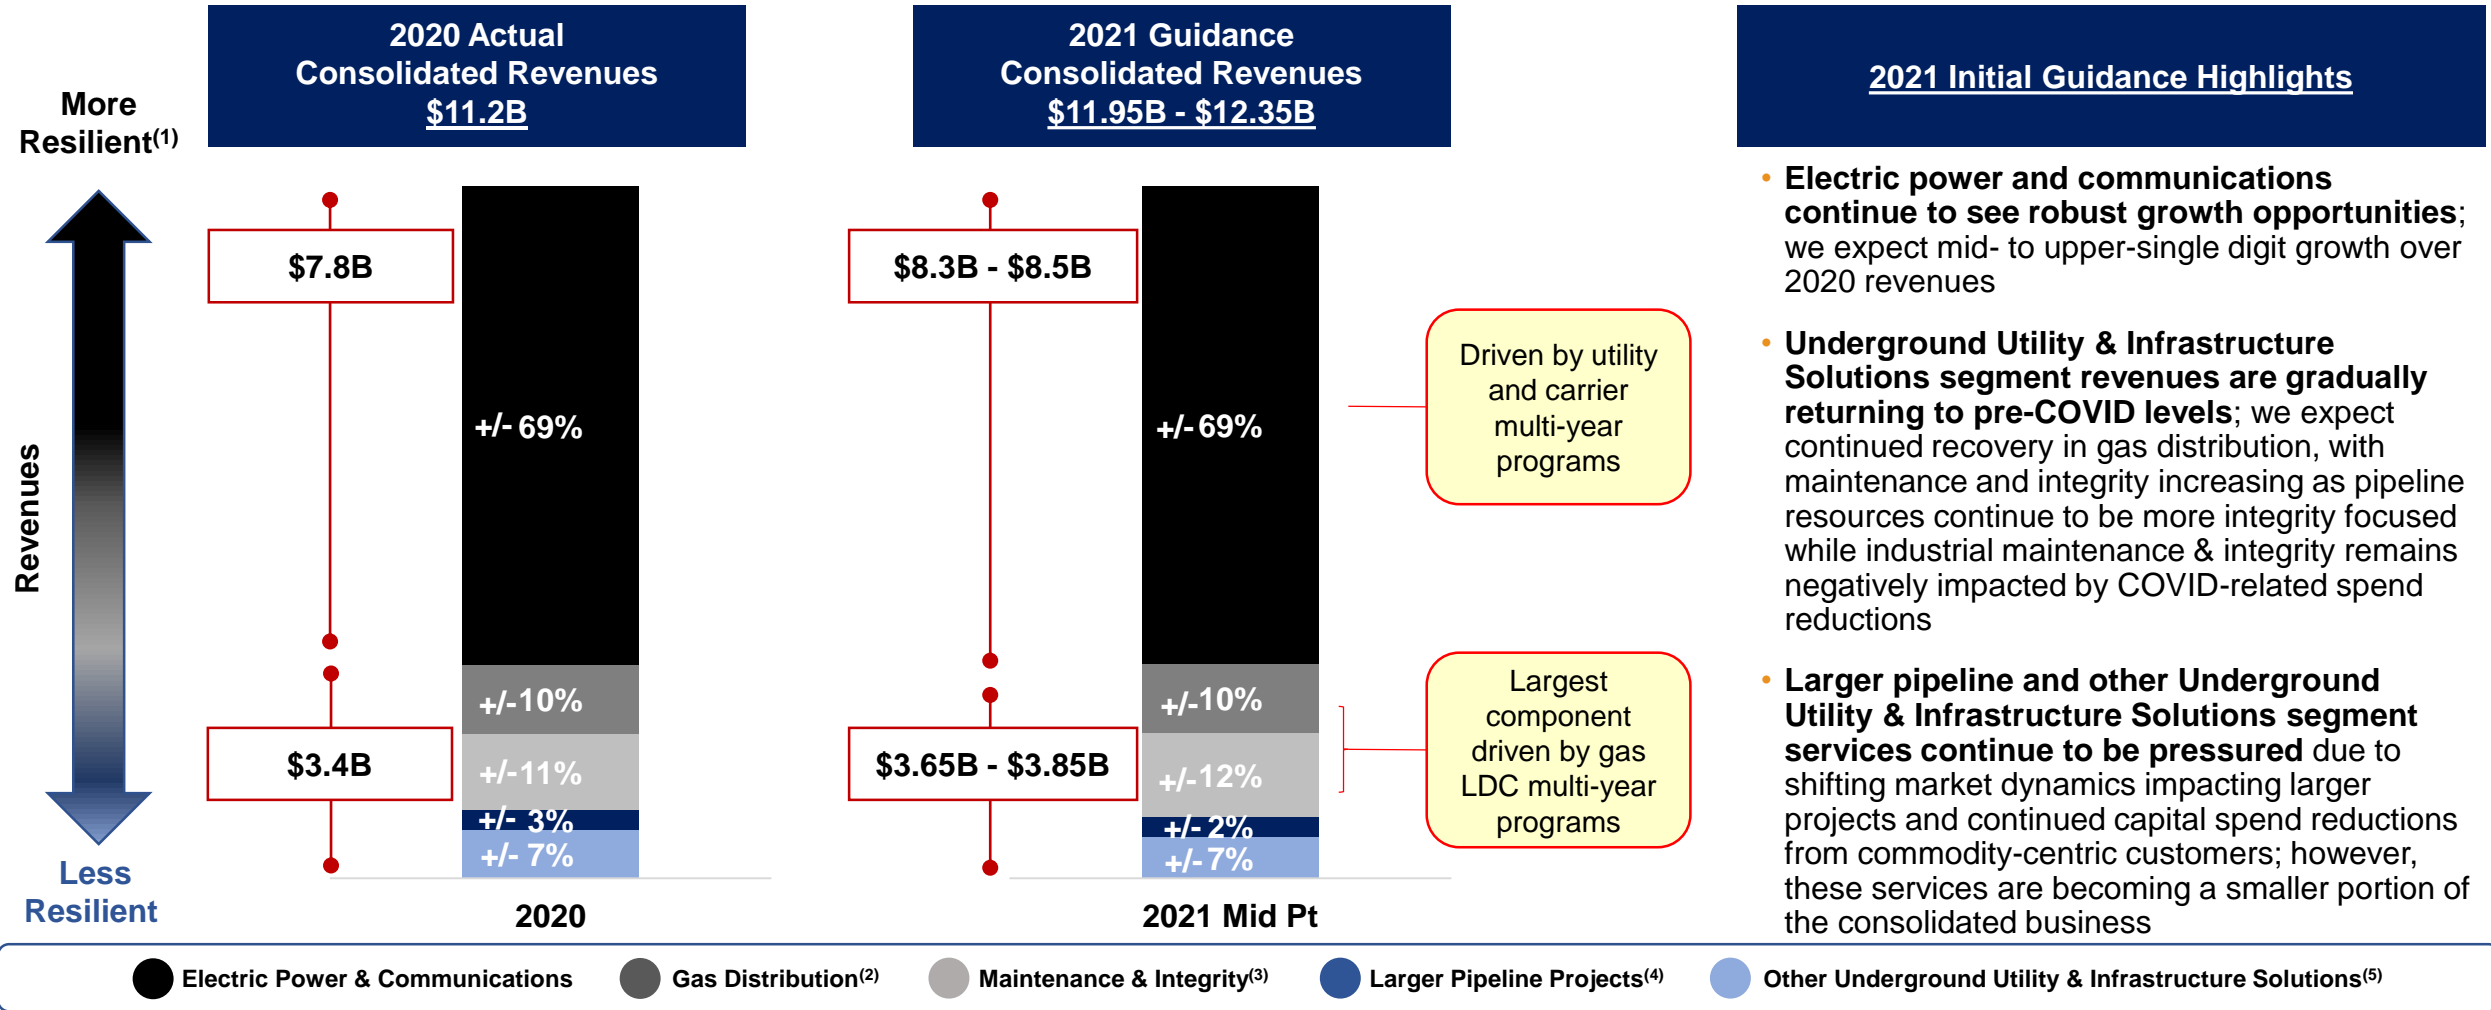 2020 Actual
Consolidated Revenues
$11.2B
2021 Guidance
Consolidated Revenues
$11.95B - $12.35B
2021 Initial Guidance Highlights
More
Resilient(1)
Revenues
Less
Resilient
$7.8B
$3.4B
+/- 69%
+/-10%
+/-11%
+/- 3%
+/- 7%
2020
$8.3B - $8.5B
$3.65B - $3.85B
+/- 69%
+/-10%
+/-12%
+/- 2%
+/- 7%
2021 Mid Pt
Driven by utility
and carrier
multi-year
programs
Largest
component
driven by gas
LDC multi-year
programs
• Electric power and communications
continue to see robust growth opportunities;
we expect mid- to upper-single digit growth over
2020 revenues
• Underground Utility & Infrastructure
Solutions segment revenues are gradually
returning to pre-COVID levels; we expect
continued recovery in gas distribution, with
maintenance and integrity increasing as pipeline
resources continue to be more integrity focused
while industrial maintenance & integrity remains
negatively impacted by COVID-related spend
reductions
• Larger pipeline and other Underground
Utility & Infrastructure Solutions segment
services continue to be pressured due to
shifting market dynamics impacting larger
projects and continued capital spend reductions
from commodity-centric customers; however,
these services are becoming a smaller portion of
the consolidated business
Electric Power & Communications
Gas Distribution(2)
Maintenance & Integrity(3)
Larger Pipeline Projects(4)
Other Underground Utility & Infrastructure Solutions(5)